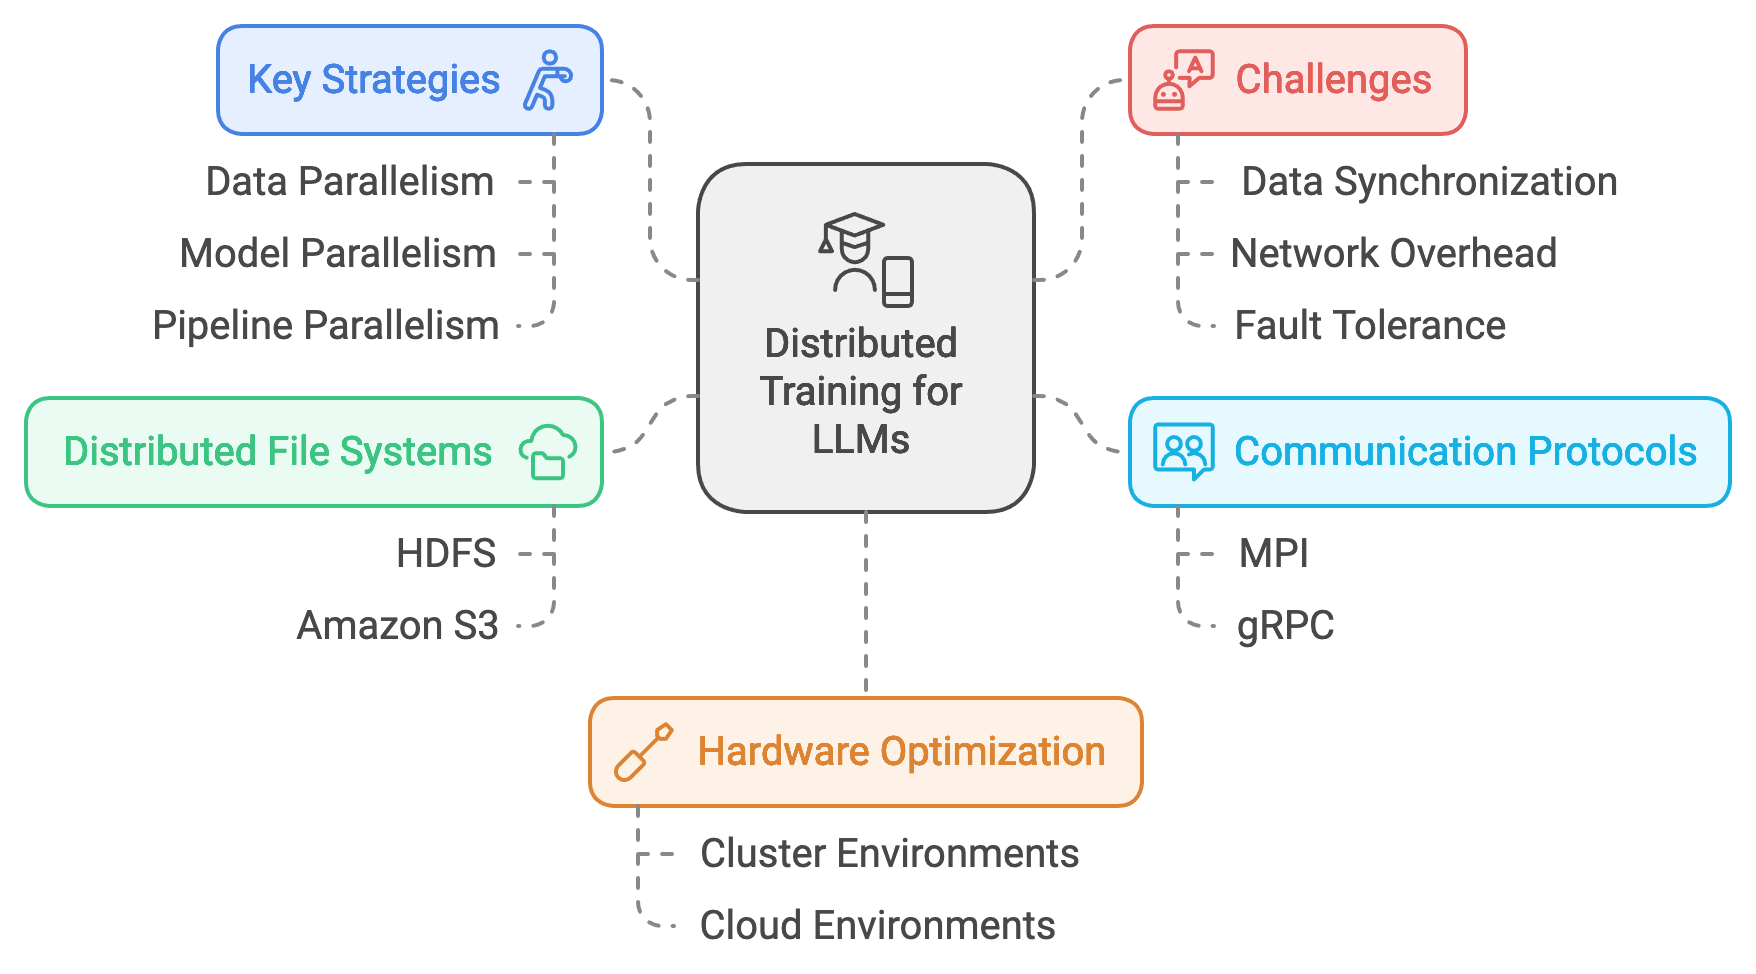 Key Strategies
Data Parallelism
Model Parallelism
Pipeline Parallelism
Distributed File Systems
HDFS
Amazon S3
Distributed
Training for
LLMs
Challenges
Data Synchronization
Network Overhead
Fault Tolerance
Communication Protocols
MPI
gRPC
Hardware Optimization
Cluster Environments
Cloud Environments